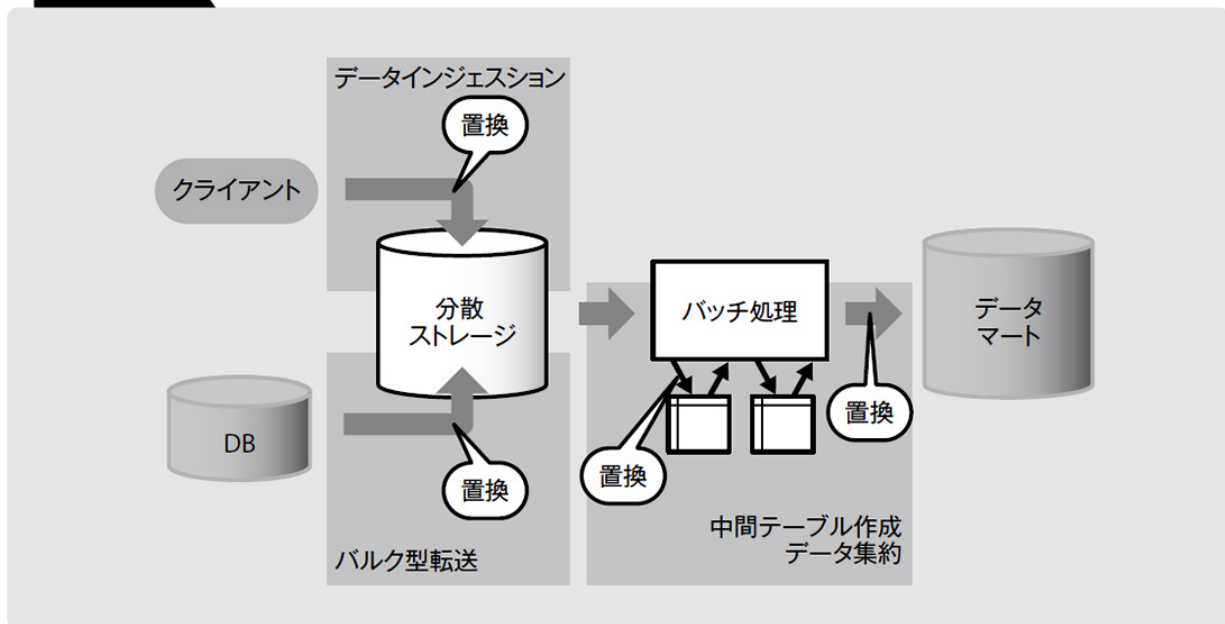 データインジェスション
置換
クライアント
分散
ストレージ
バッチ処理
データ
マート
置換
DB
置換
置換
中間テーブル作成
データ集約
バルク型転送